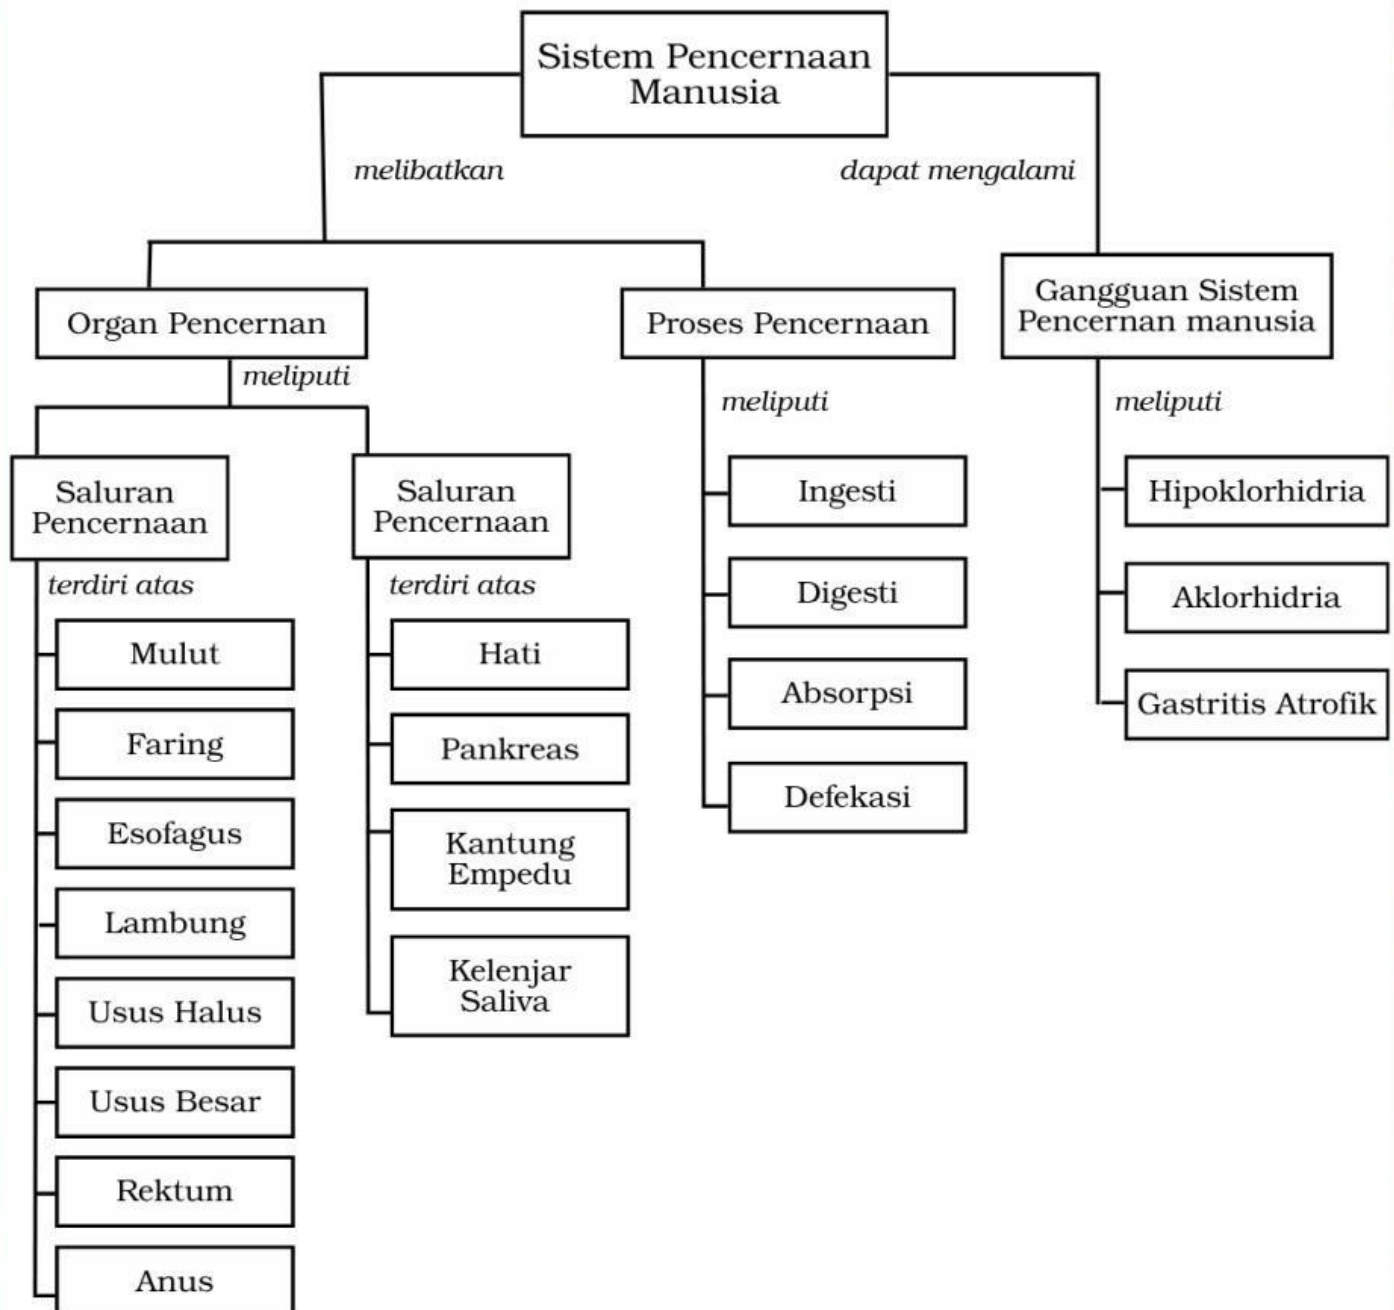 Sistem Pencernaan
Manusia
melibatkan
dapat mengalami
Organ Pencernan
Proses Pencernaan
Gangguan Sistem
Pencernan manusia
meliputi
meliputi
meliputi
Saluran
Pencernaan
terdiri atas
Mulut
Faring
Esofagus
Lambung
Usus Halus
Usus Besar
Rektum
Anus
Saluran
Pencernaan
terdiri atas
Hati
Pankreas
Kantung
Empedu
Kelenjar
Saliva
Ingesti
Digesti
Absorpsi
Defekasi
Hipoklorhidria
Aklorhidria
Gastritis Atrofik